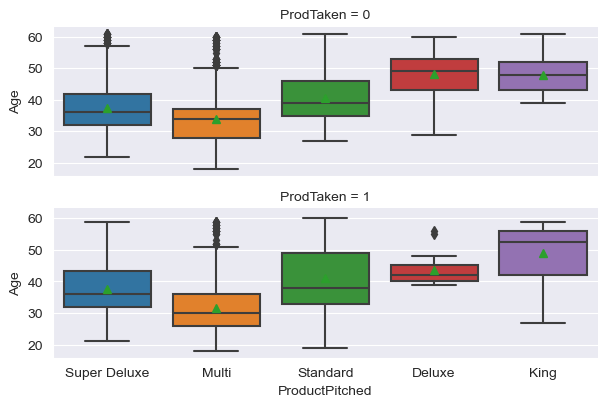 ProdTaken = 0
60
50
40
30
20
Age
ProdTaken = 1
60
50
40
30
20
Age
Super Deluxe Multi Standard Deluxe King
ProductPitched